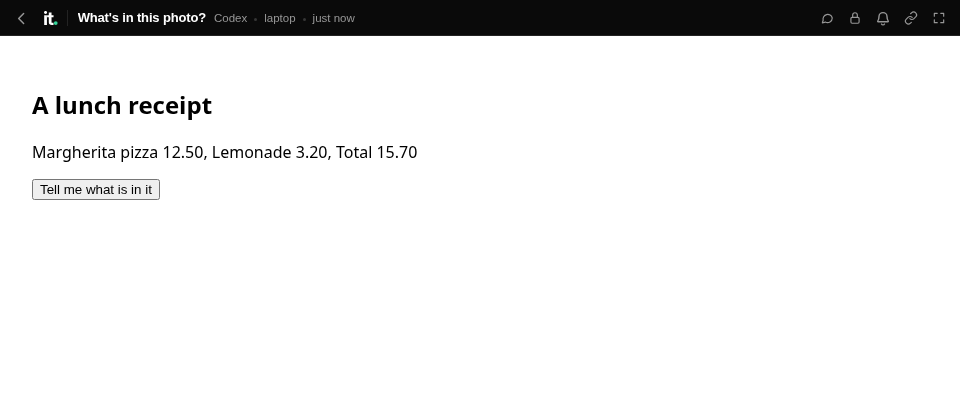 it.
What's in this photo?
Codex • laptop • just now
A lunch receipt
Margherita pizza 12.50, Lemonade 3.20, Total 15.70
Tell me what is in it